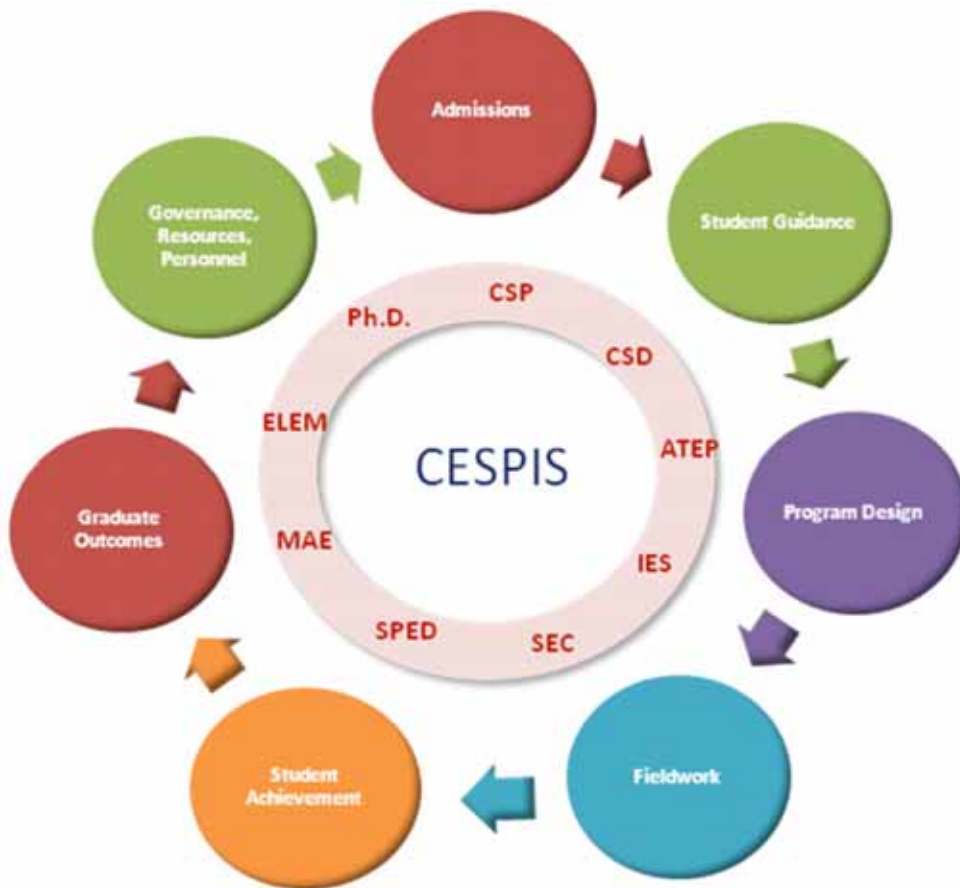 Admissions
Student Guidance
Program Design
Fieldwork
Student
Achievement
Graduate
Outcomes
Governance,
Resources,
Personnel
CSP
CSD
ATEP
IES
SEC
SPED
MAE
ELEM
Ph.D.
CESPIS